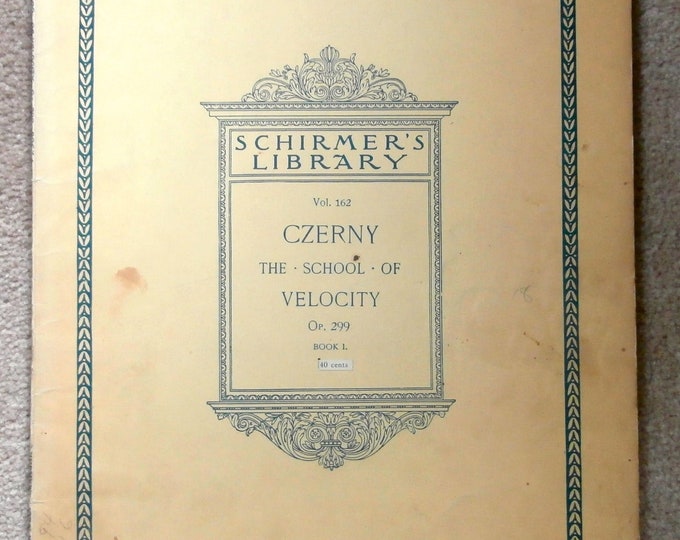 SCHIRMER'S
LIBRARY
Vol. 162
CZERNY
THE · SCHOOL · OF
VELOCITY
Op. 299
BOOK I.
40 cents